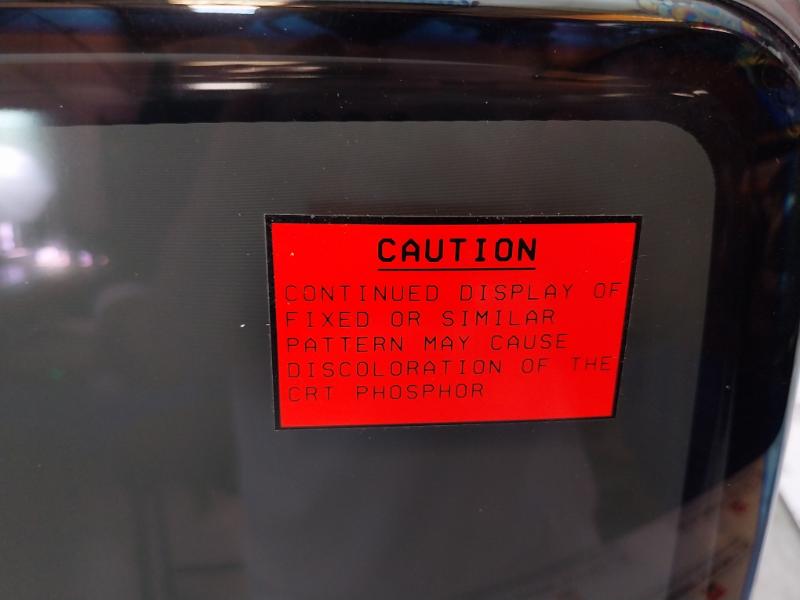 CAUTION
CONTINUED DISPLAY OF
FIXED OR SIMILAR
PATTERN MAY CAUSE
DISCOLORATION OF THE
CRT PHOSPHOR